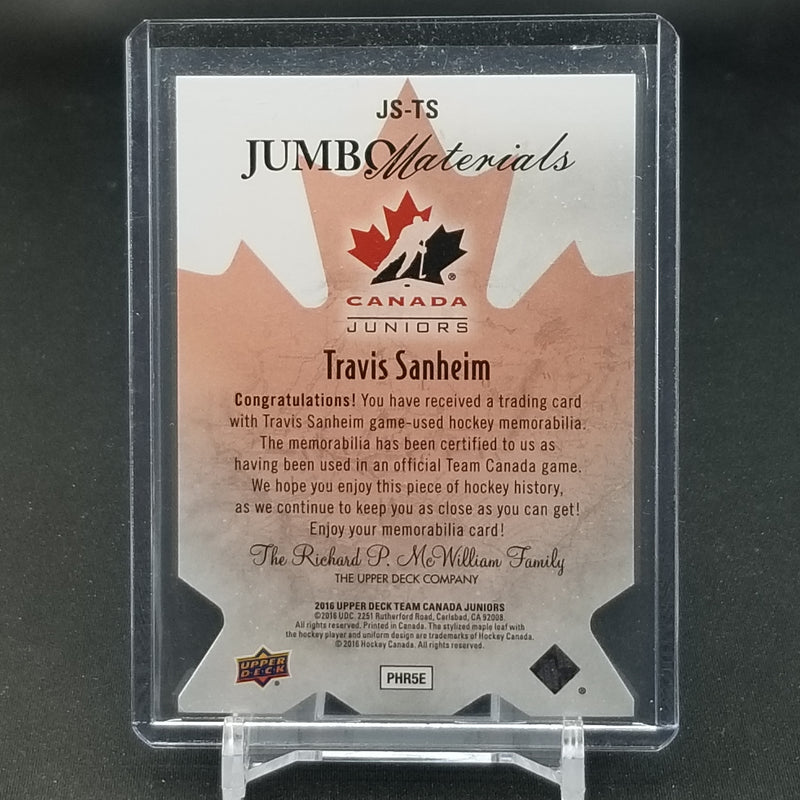 JS-TS
JUMBO Materials
®
CANADA
JUNIORS
Travis Sanheim
Congratulations! You have received a trading card
with Travis Sanheim game-used hockey memorabilia.
The memorabilia has been certified to us as
having been used in an official Team Canada game.
We hope you enjoy this piece of hockey history,
as we continue to keep you as close as you can get!
Enjoy your memorabilia card!
The Richard P. McWilliam Family
THE UPPER DECK COMPANY
2016 UPPER DECK TEAM CANADA JUNIORS
©2016 UDC. 2251 Rutherford Road, Carlsbad, CA 92008.
All rights reserved. Printed in Canada. The stylized maple leaf with
the hockey player and uniform design are trademarks of Hockey Canada.
© 2016 Hockey Canada. All rights reserved.
UPPER
DECK
®
PHR5E
®